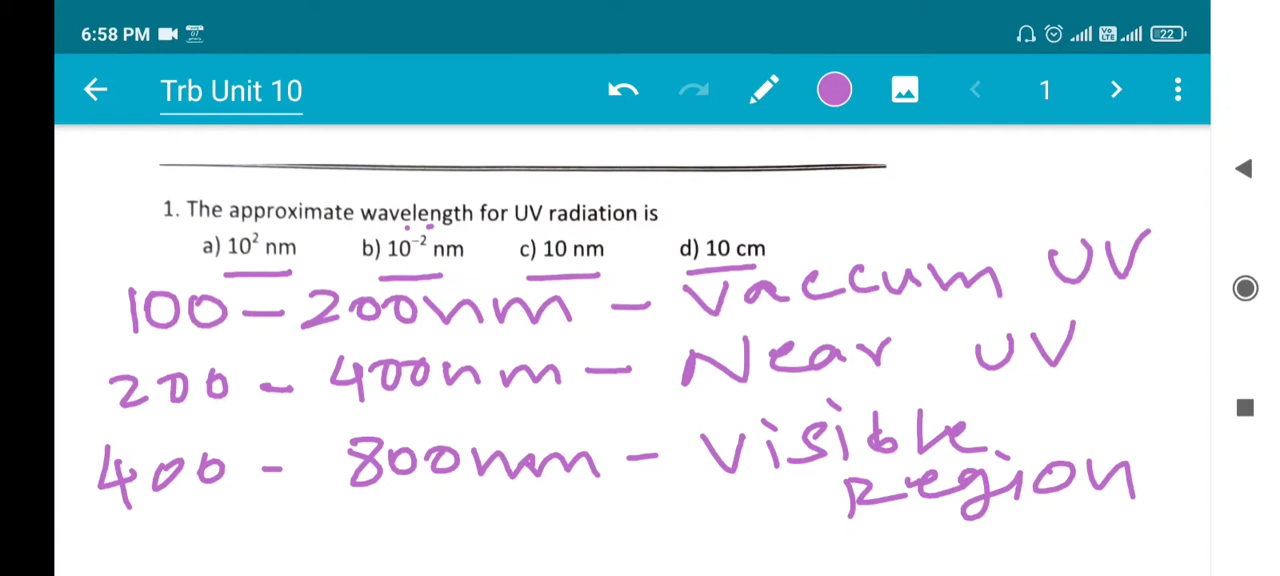 6:58 PM 22
Trb Unit 10 1
1. The approximate wavelength for UV radiation is
a) 10² nm b) 10⁻² nm c) 10 nm d) 10 cm
100 – 200nm – Vaccum UV
200 – 400nm – Near UV
400 – 800nm – Visible
Region